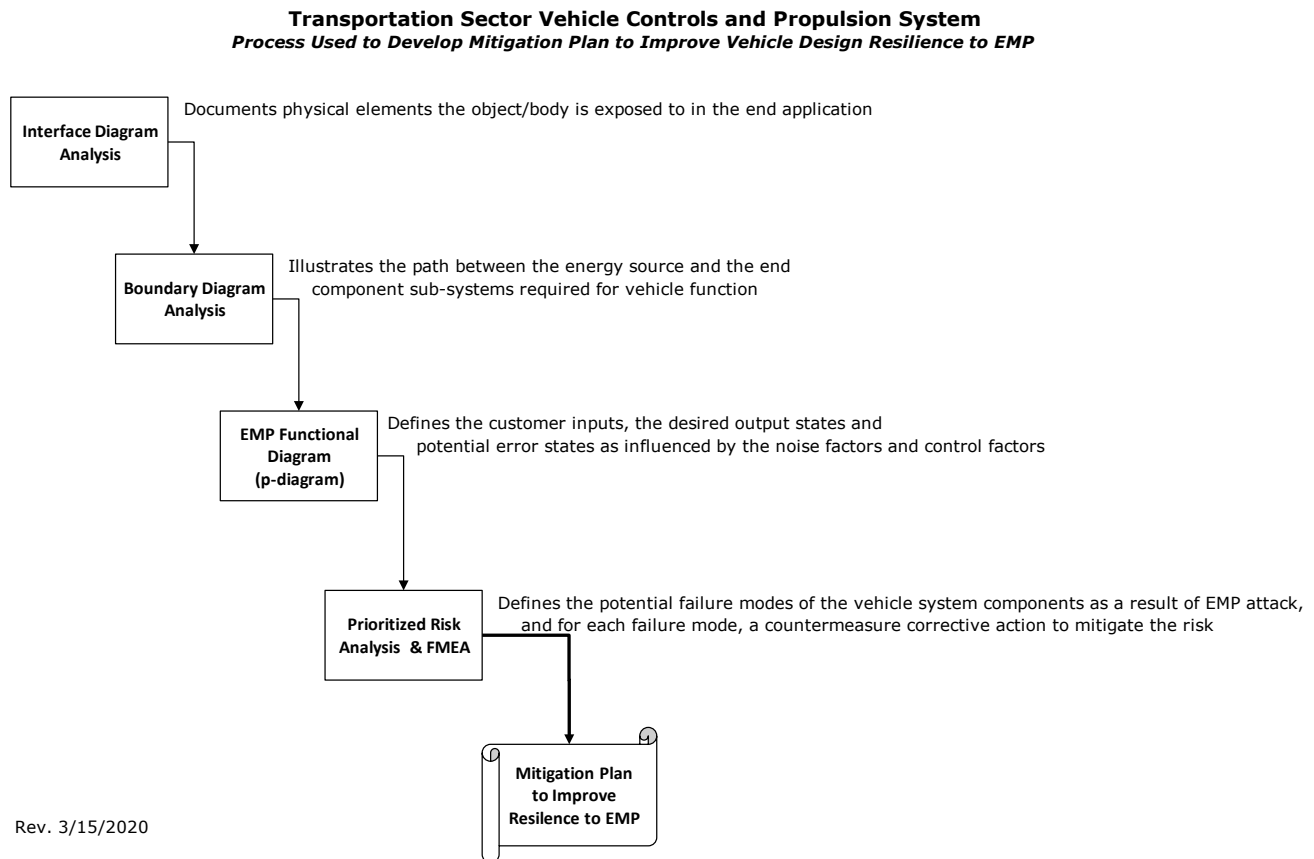 Transportation Sector Vehicle Controls and Propulsion System
Process Used to Develop Mitigation Plan to Improve Vehicle Design Resilience to EMP
Documents physical elements the object/body is exposed to in the end application
Interface Diagram
Analysis
Illustrates the path between the energy source and the end
component sub-systems required for vehicle function
Boundary Diagram
Analysis
Defines the customer inputs, the desired output states and
potential error states as influenced by the noise factors and control factors
EMP Functional
Diagram
(p-diagram)
Defines the potential failure modes of the vehicle system components as a result of EMP attack,
and for each failure mode, a countermeasure corrective action to mitigate the risk
Prioritized Risk
Analysis & FMEA
Mitigation Plan
to Improve
Resilence to EMP
Rev. 3/15/2020